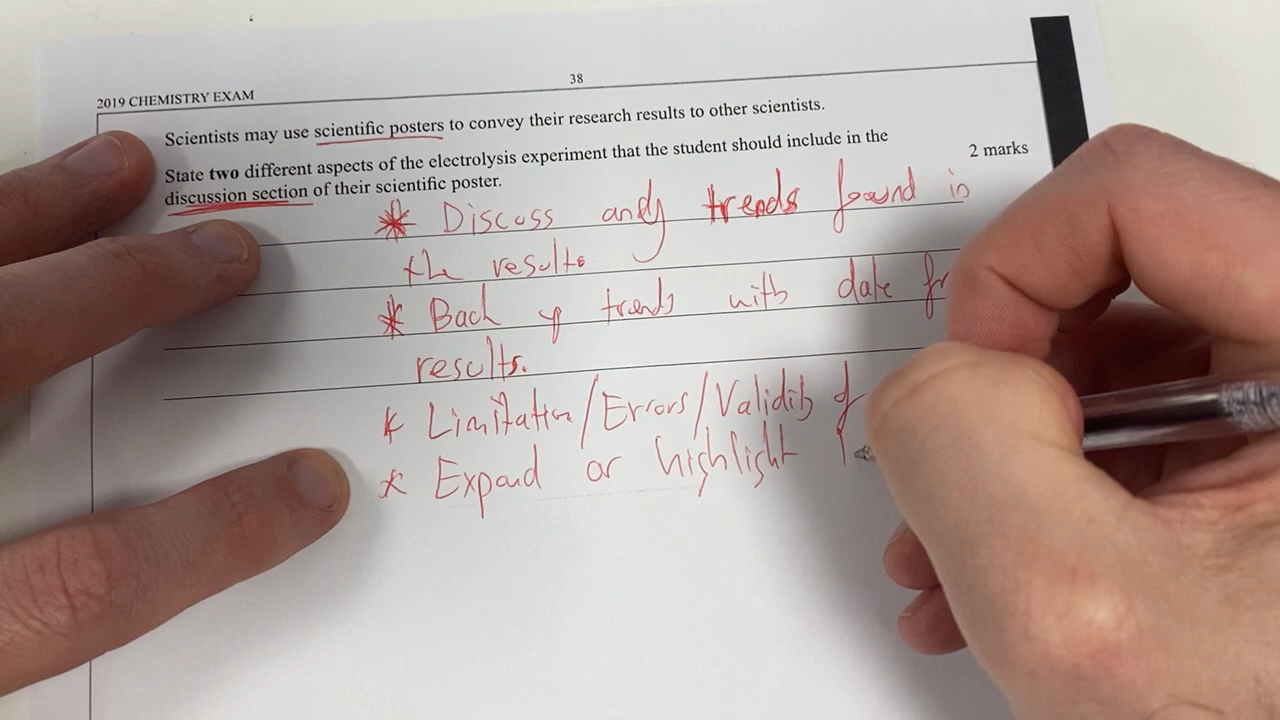 2019 CHEMISTRY EXAM
38
Scientists may use scientific posters to convey their research results to other scientists.
State two different aspects of the electrolysis experiment that the student should include in the
discussion section of their scientific poster.
2 marks
* Discuss and trends found in
the results
* Back up trends with date
results.
* Limitation/Errors/Validity of
* Expand or highlight